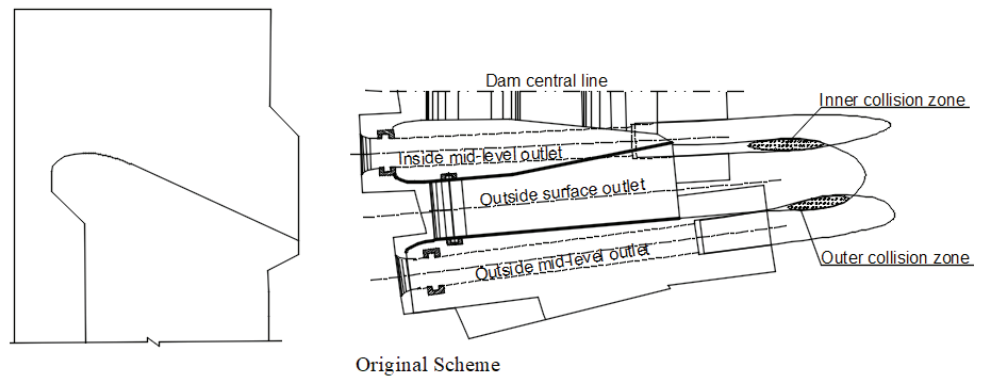 Dam central line
Inner collision zone
Inside mid-level outlet
Outside surface outlet
Outside mid-level outlet
Outer collision zone
Original Scheme